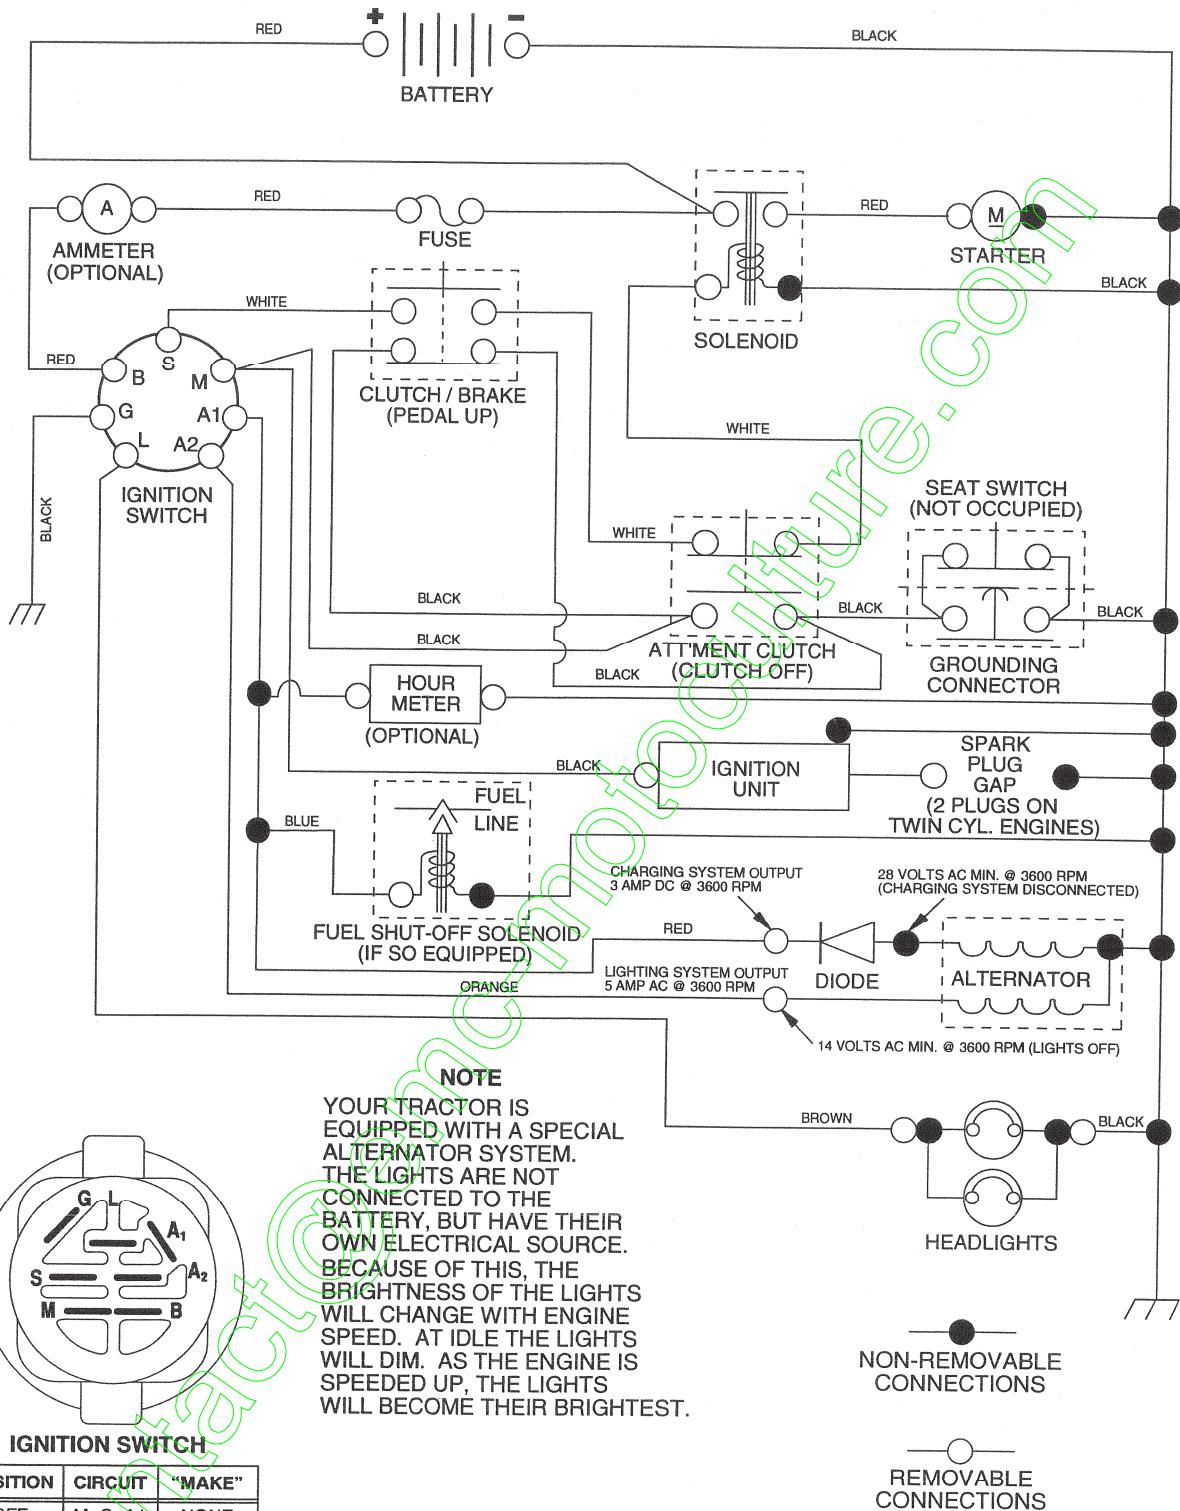 + -
RED
BLACK
BATTERY
A
RED
FUSE
RED
M
AMMETER
(OPTIONAL)
STARTER
BLACK
WHITE
SOLENOID
RED
S
B
M
G
A1
L
A2
CLUTCH / BRAKE
(PEDAL UP)
WHITE
IGNITION
SWITCH
BLACK
SEAT SWITCH
(NOT OCCUPIED)
WHITE
BLACK
BLACK
BLACK
BLACK
ATT'MENT CLUTCH
(CLUTCH OFF)
BLACK
GROUNDING
CONNECTOR
HOUR
METER
(OPTIONAL)
BLACK
IGNITION
UNIT
SPARK
PLUG
GAP
(2 PLUGS ON
TWIN CYL. ENGINES)
FUEL
LINE
BLUE
CHARGING SYSTEM OUTPUT
3 AMP DC @ 3600 RPM
28 VOLTS AC MIN. @ 3600 RPM
(CHARGING SYSTEM DISCONNECTED)
FUEL SHUT-OFF SOLENOID
(IF SO EQUIPPED)
RED
DIODE
ALTERNATOR
LIGHTING SYSTEM OUTPUT
5 AMP AC @ 3600 RPM
ORANGE
14 VOLTS AC MIN. @ 3600 RPM (LIGHTS OFF)
NOTE
YOUR TRACTOR IS
EQUIPPED WITH A SPECIAL
ALTERNATOR SYSTEM.
THE LIGHTS ARE NOT
CONNECTED TO THE
BATTERY, BUT HAVE THEIR
OWN ELECTRICAL SOURCE.
BECAUSE OF THIS, THE
BRIGHTNESS OF THE LIGHTS
WILL CHANGE WITH ENGINE
SPEED. AT IDLE THE LIGHTS
WILL DIM. AS THE ENGINE IS
SPEEDED UP, THE LIGHTS
WILL BECOME THEIR BRIGHTEST.
BROWN
BLACK
HEADLIGHTS
G L
A1
S
A2
M
B
IGNITION SWITCH
SITION CIRCUIT "MAKE"
NON-REMOVABLE
CONNECTIONS
REMOVABLE
CONNECTIONS
ntact@emc-motoculture.com